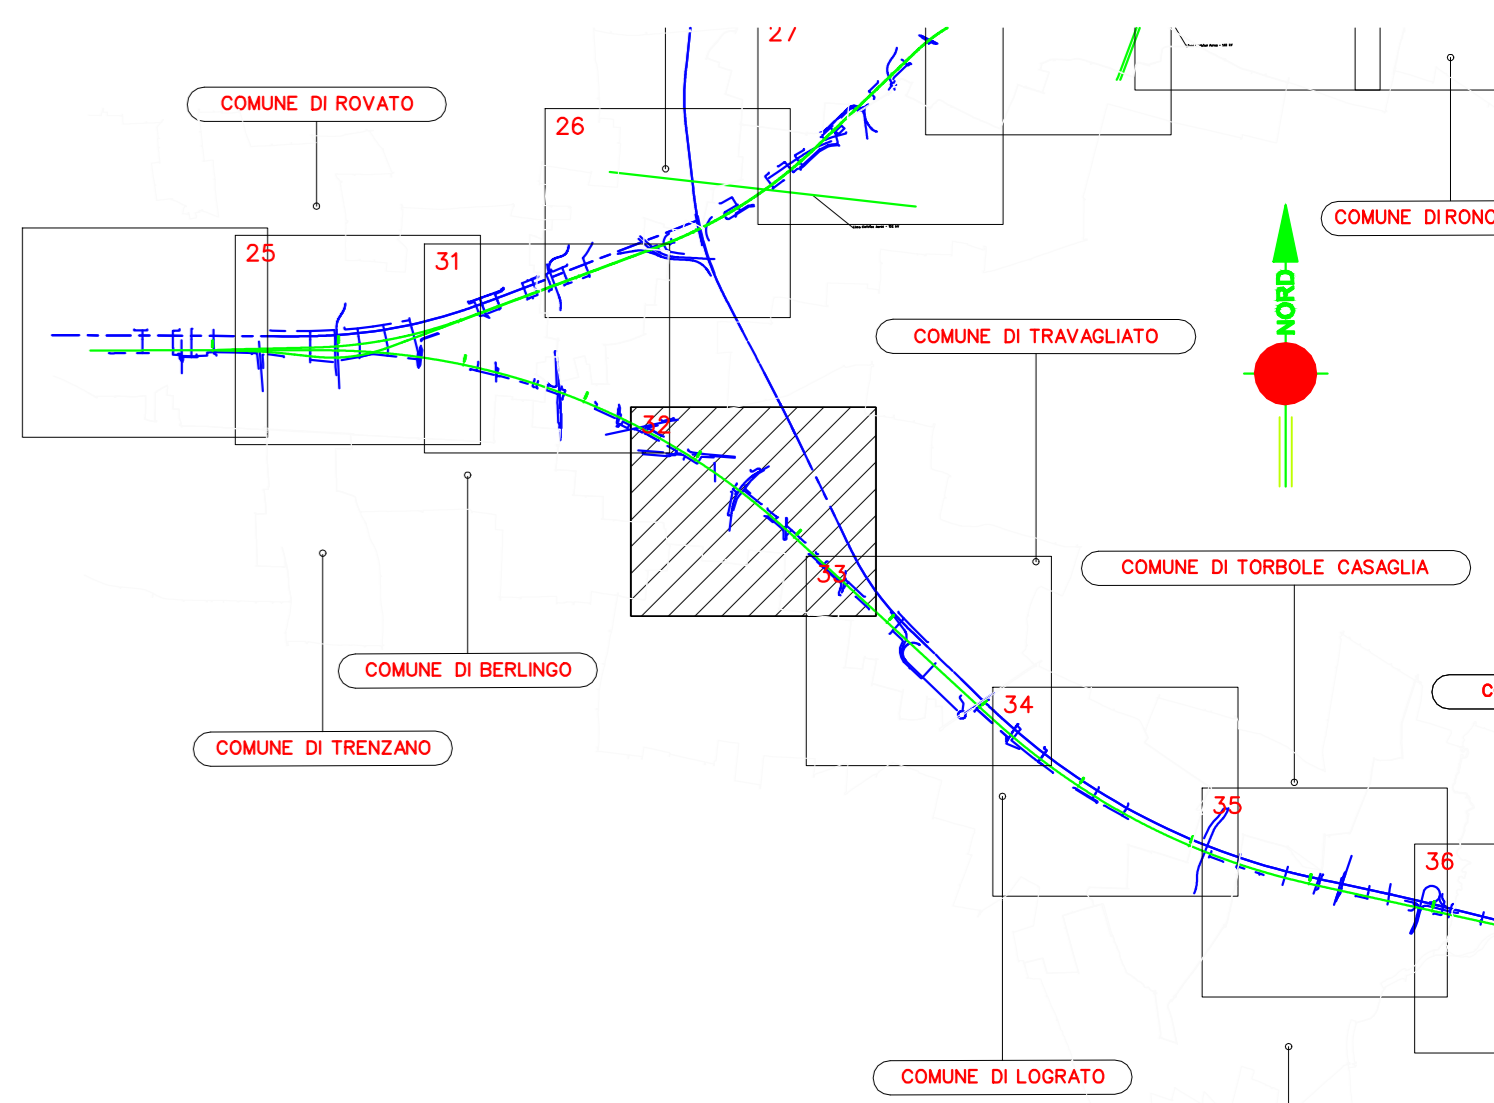 27
COMUNE DI ROVATO
26
COMUNE DI RONC
25
31
NORD
COMUNE DI TRAVAGLIATO
32
COMUNE DI TORBOLE CASAGLIA
33
COMUNE DI BERLINGO
C
34
COMUNE DI TRENZANO
35
36
COMUNE DI LOGRATO